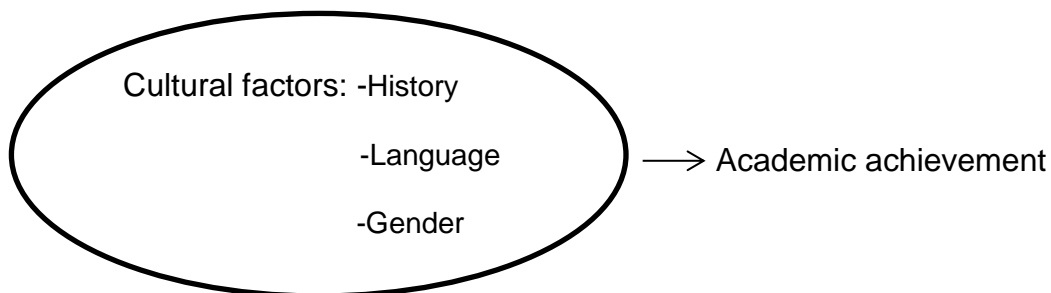 Cultural factors: -History
-Language
Academic achievement
-Gender